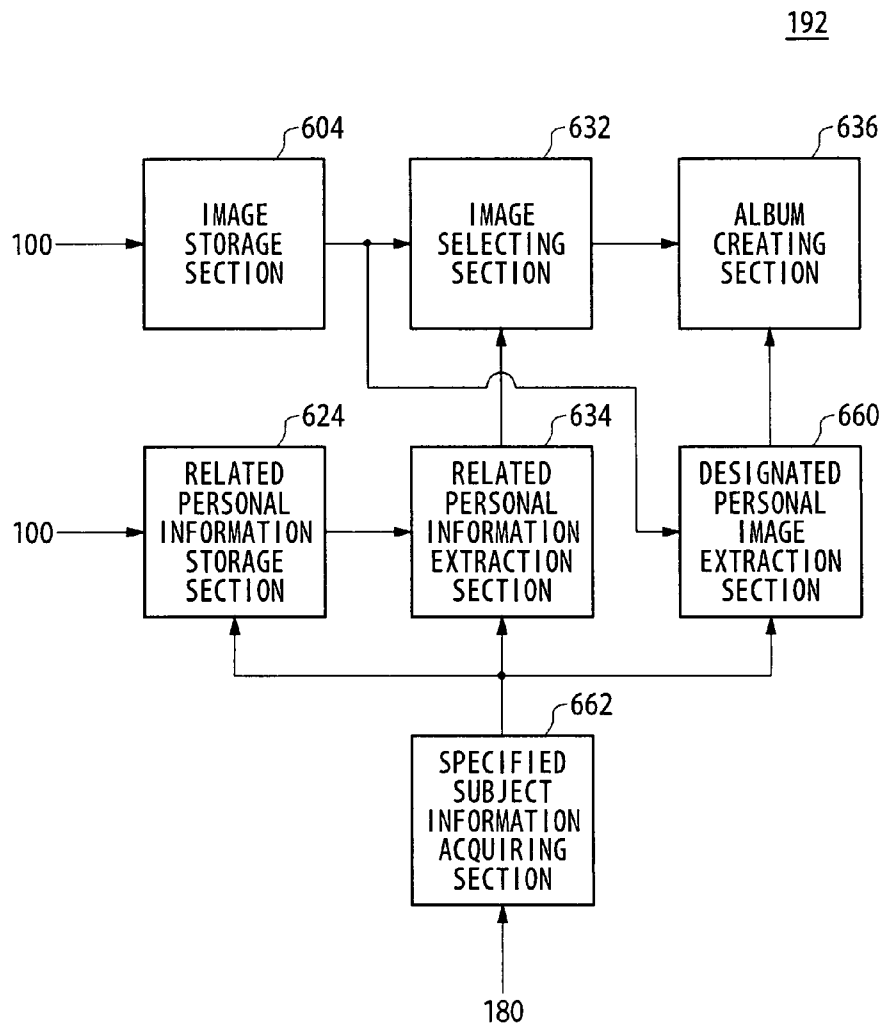 192
604
632
636
100
IMAGE
STORAGE
SECTION
IMAGE
SELECTING
SECTION
ALBUM
CREATING
SECTION
624
634
660
100
RELATED
PERSONAL
INFORMATION
STORAGE
SECTION
RELATED
PERSONAL
INFORMATION
EXTRACTION
SECTION
DESIGNATED
PERSONAL
IMAGE
EXTRACTION
SECTION
662
SPECIFIED
SUBJECT
INFORMATION
ACQUIRING
SECTION
180